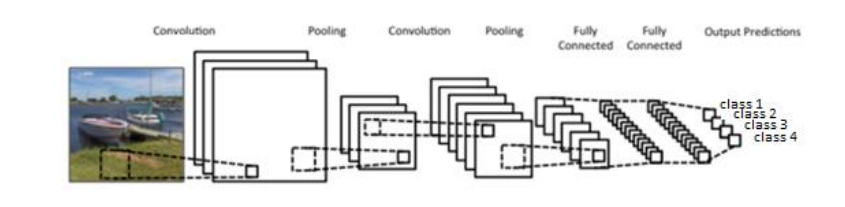 Convolution
Pooling
Convolution
Pooling
Fully
Connected
Fully
Connected
Output Predictions
class 1
class 2
class 3
class 4